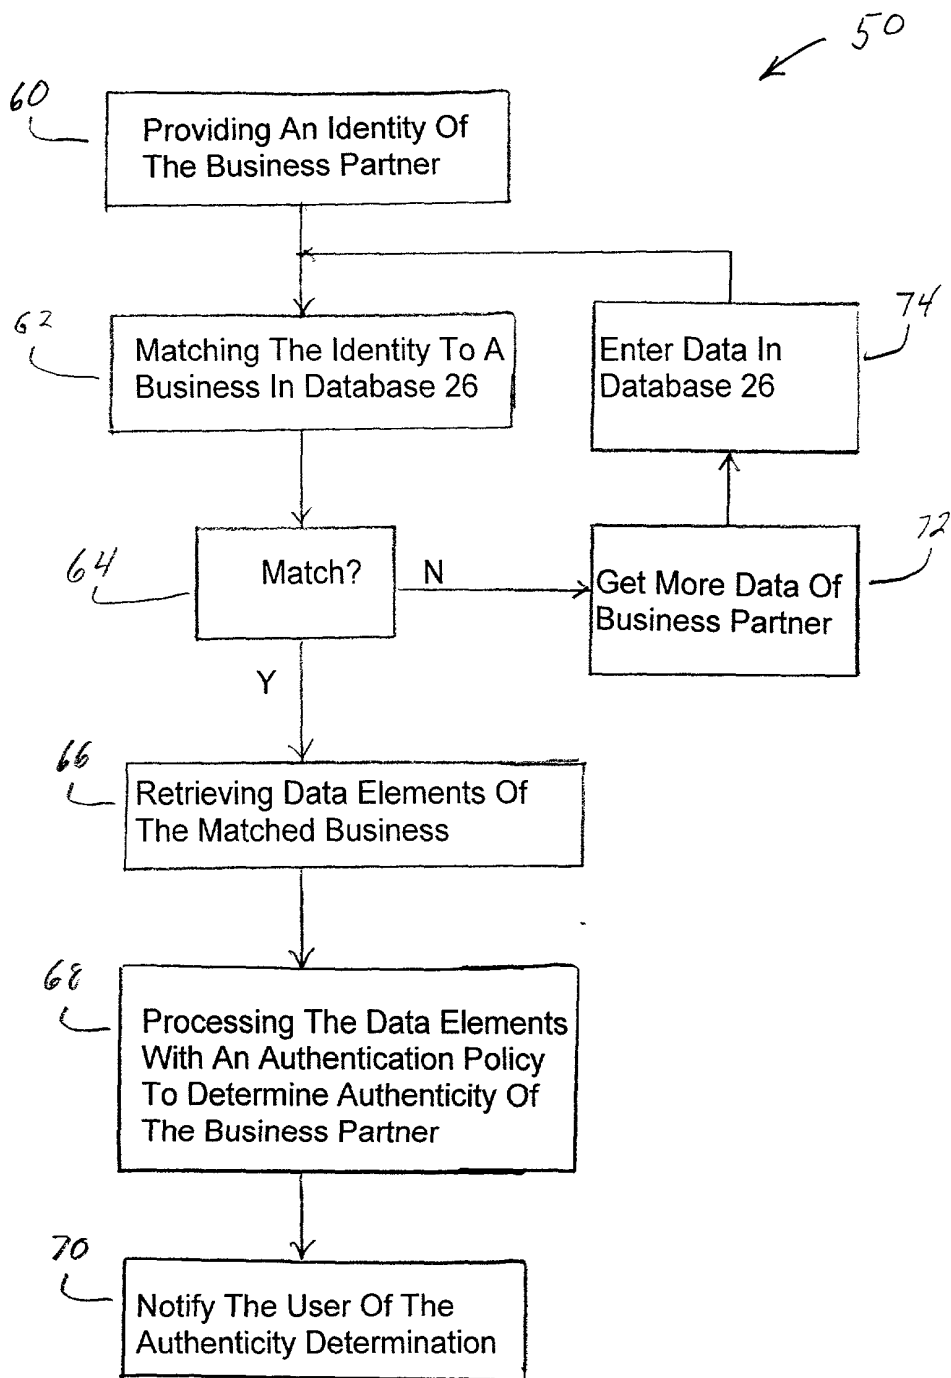 50
60
Providing An Identity Of
The Business Partner
62
Matching The Identity To A
Business In Database 26
74
Enter Data In
Database 26
64
Match?
N
72
Get More Data Of
Business Partner
Y
66
Retrieving Data Elements Of
The Matched Business
68
Processing The Data Elements
With An Authentication Policy
To Determine Authenticity Of
The Business Partner
70
Notify The User Of The
Authenticity Determination